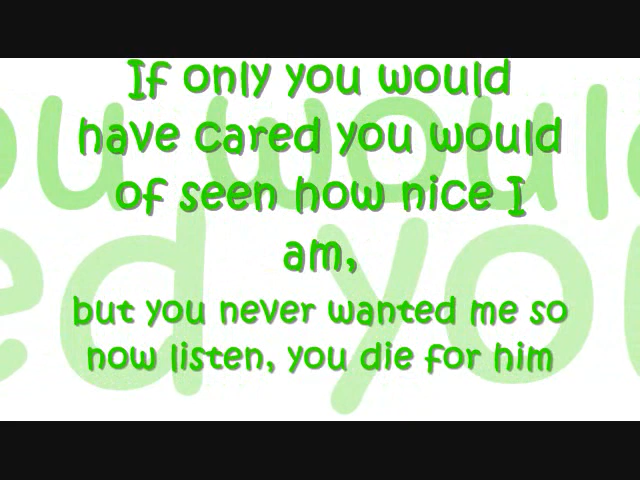 If only you would
have cared you would
of seen how nice I
am,
but you never wanted me so
now listen, you die for him